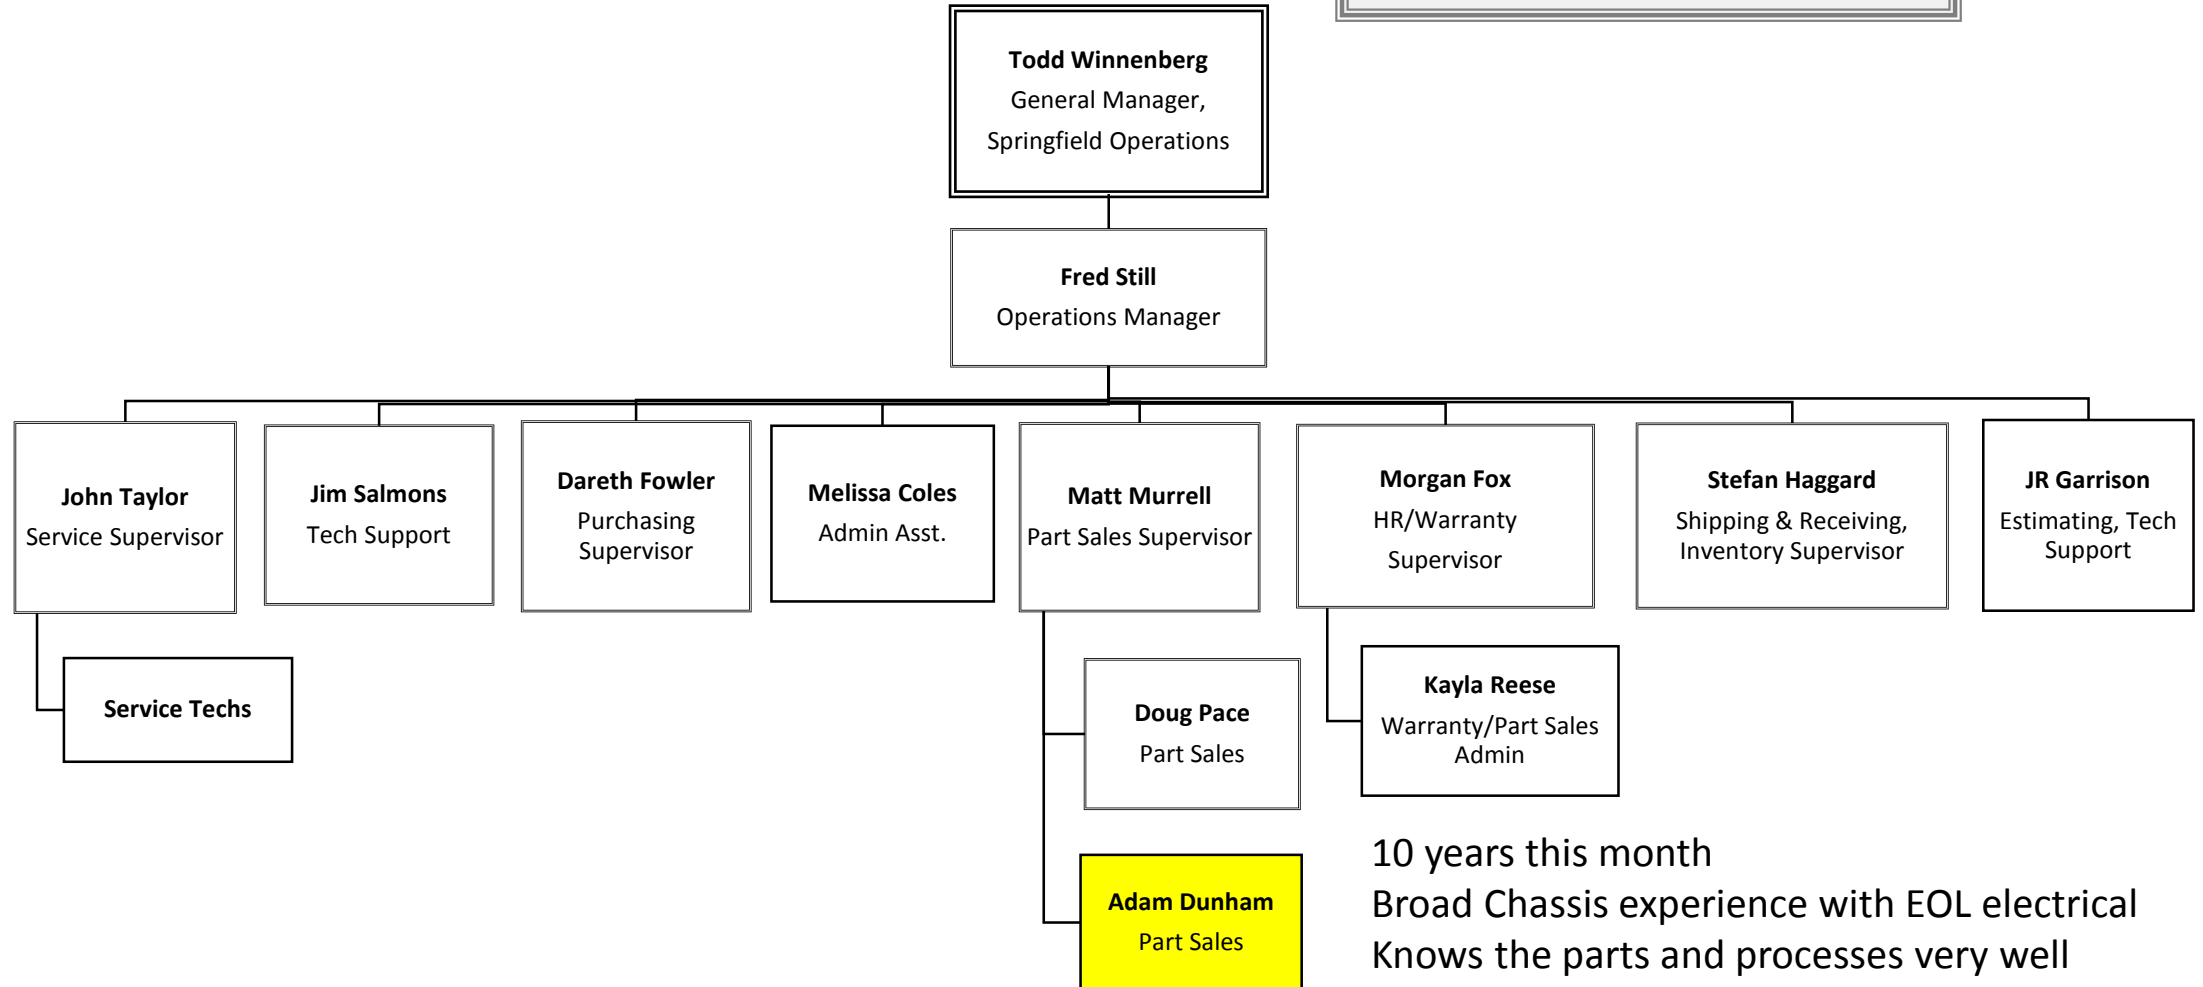 Todd Winnenberg
General Manager,
Springfield Operations
Fred Still
Operations Manager
John Taylor
Service Supervisor
Jim Salmons
Tech Support
Dareth Fowler
Purchasing
Supervisor
Melissa Coles
Admin Asst.
Matt Murrell
Part Sales Supervisor
Morgan Fox
HR/Warranty
Supervisor
Stefan Haggard
Shipping & Receiving,
Inventory Supervisor
JR Garrison
Estimating, Tech
Support
Service Techs
Doug Pace
Part Sales
Kayla Reese
Warranty/Part Sales
Admin
Adam Dunham
Part Sales
10 years this month
Broad Chassis experience with EOL electrical
Knows the parts and processes very well